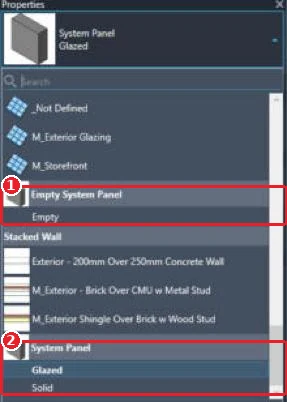 Properties
System Panel
Glazed
Search
_Not Defined
M_Exterior Glazing
M_Storefront
1
Empty System Panel
Empty
Stacked Wall
Exterior - 200mm Over 250mm Concrete Wall
M_Exterior - Brick Over CMU w Metal Stud
M_Exterior Shingle Over Brick w Wood Stud
2
System Panel
Glazed
Solid